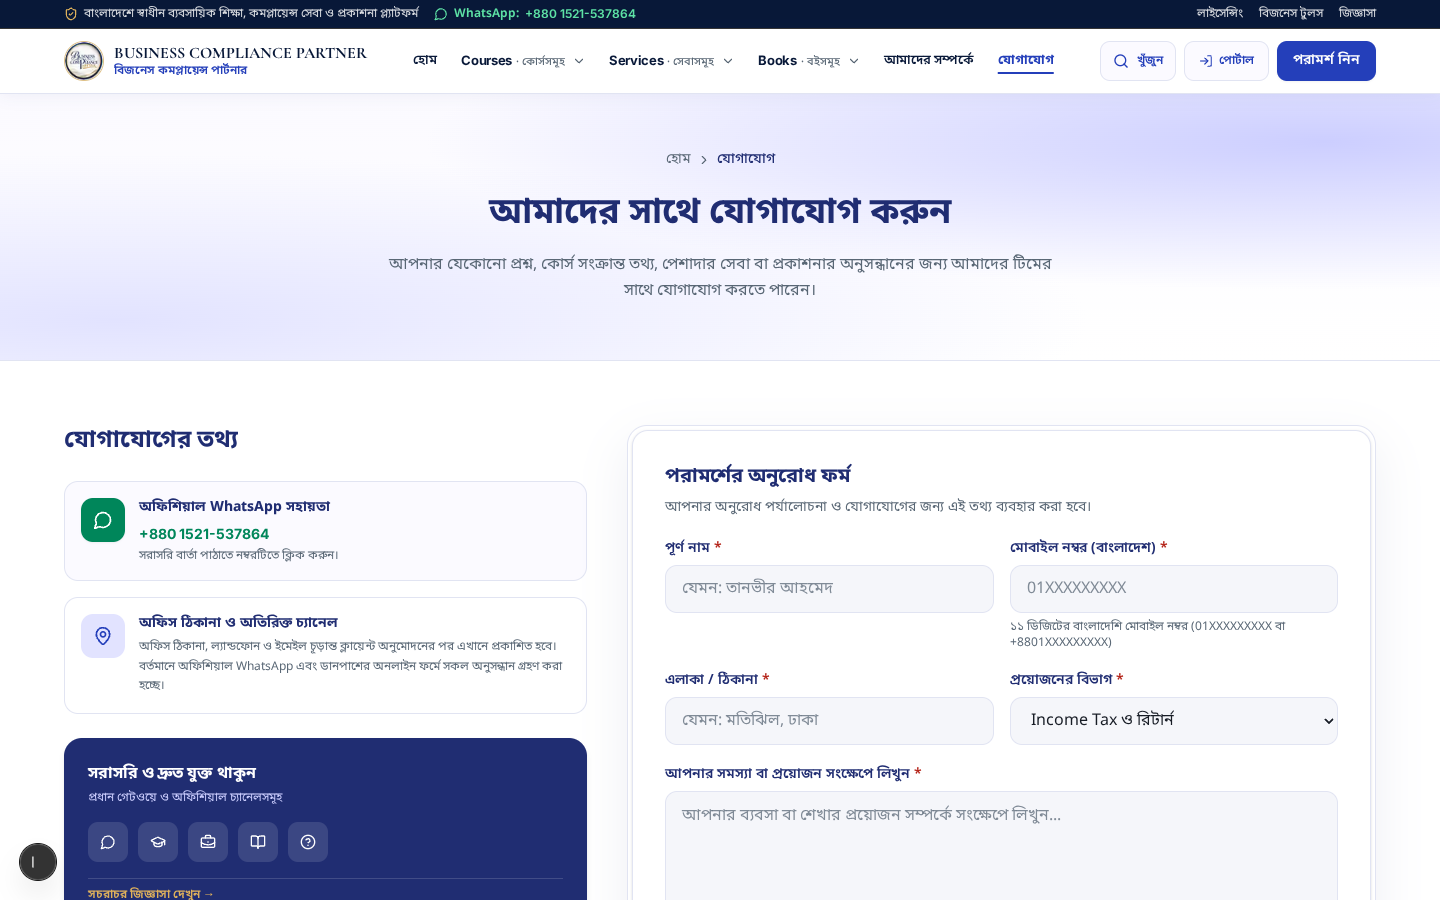 বাংলাদেশে স্বাধীন ব্যবসায়িক শিক্ষা, কমপ্লায়েন্স সেবা ও প্রকাশনা প্ল্যাটফর্ম WhatsApp: +880 1521-537864 লাইসেন্সিং বিজনেস টুলস জিজ্ঞাসা
BUSINESS COMPLIANCE PARTNER
বিজনেস কমপ্লায়েন্স পার্টনার
হোম Courses · কোর্সসমূহ Services · সেবাসমূহ Books · বইসমূহ আমাদের সম্পর্কে যোগাযোগ খুঁজুন পোর্টাল পরামর্শ নিন
হোম > যোগাযোগ
আমাদের সাথে যোগাযোগ করুন
আপনার যেকোনো প্রশ্ন, কোর্স সংক্রান্ত তথ্য, পেশাদার সেবা বা প্রকাশনার অনুসন্ধানের জন্য আমাদের টিমের
সাথে যোগাযোগ করতে পারেন।
যোগাযোগের তথ্য
অফিশিয়াল WhatsApp সহায়তা
+880 1521-537864
সরাসরি বার্তা পাঠাতে নম্বরটিতে ক্লিক করুন।
অফিস ঠিকানা ও অতিরিক্ত চ্যানেল
অফিস ঠিকানা, ল্যান্ডফোন ও ইমেইল চূড়ান্ত ক্লায়েন্ট অনুমোদনের পর এখানে প্রকাশিত হবে।
বর্তমানে অফিশিয়াল WhatsApp এবং ডানপাশের অনলাইন ফর্মে সকল অনুসন্ধান গ্রহণ করা
হচ্ছে।
সরাসরি ও দ্রুত যুক্ত থাকুন
প্রধান গেটওয়ে ও অফিশিয়াল চ্যানেলসমূহ
সচরাচর জিজ্ঞাসা দেখুন →
পরামর্শের অনুরোধ ফর্ম
আপনার অনুরোধ পর্যালোচনা ও যোগাযোগের জন্য এই তথ্য ব্যবহার করা হবে।
পূর্ণ নাম * মোবাইল নম্বর (বাংলাদেশ) *
যেমন: তানভীর আহমেদ 01XXXXXXXXX
১১ ডিজিটের বাংলাদেশি মোবাইল নম্বর (01XXXXXXXXX বা
+8801XXXXXXXXX)
এলাকা / ঠিকানা * প্রয়োজনের বিভাগ *
যেমন: মতিঝিল, ঢাকা Income Tax ও রিটার্ন
আপনার সমস্যা বা প্রয়োজন সংক্ষেপে লিখুন *
আপনার ব্যবসা বা শেখার প্রয়োজন সম্পর্কে সংক্ষেপে লিখুন...